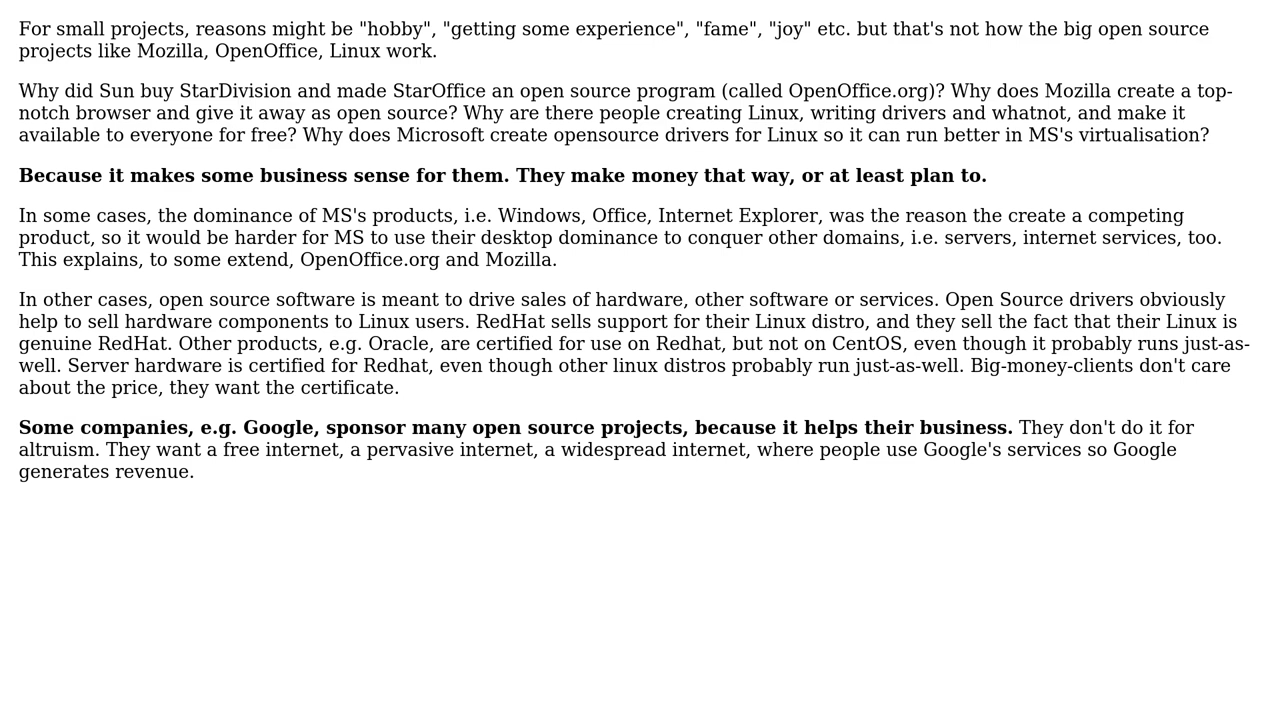 For small projects, reasons might be "hobby", "getting some experience", "fame", "joy" etc. but that's not how the big open source
projects like Mozilla, OpenOffice, Linux work.
Why did Sun buy StarDivision and made StarOffice an open source program (called OpenOffice.org)? Why does Mozilla create a top-
notch browser and give it away as open source? Why are there people creating Linux, writing drivers and whatnot, and make it
available to everyone for free? Why does Microsoft create opensource drivers for Linux so it can run better in MS's virtualisation?
Because it makes some business sense for them. They make money that way, or at least plan to.
In some cases, the dominance of MS's products, i.e. Windows, Office, Internet Explorer, was the reason the create a competing
product, so it would be harder for MS to use their desktop dominance to conquer other domains, i.e. servers, internet services, too.
This explains, to some extend, OpenOffice.org and Mozilla.
In other cases, open source software is meant to drive sales of hardware, other software or services. Open Source drivers obviously
help to sell hardware components to Linux users. RedHat sells support for their Linux distro, and they sell the fact that their Linux is
genuine RedHat. Other products, e.g. Oracle, are certified for use on Redhat, but not on CentOS, even though it probably runs just-as-
well. Server hardware is certified for Redhat, even though other linux distros probably run just-as-well. Big-money-clients don't care
about the price, they want the certificate.
Some companies, e.g. Google, sponsor many open source projects, because it helps their business. They don't do it for
altruism. They want a free internet, a pervasive internet, a widespread internet, where people use Google's services so Google
generates revenue.